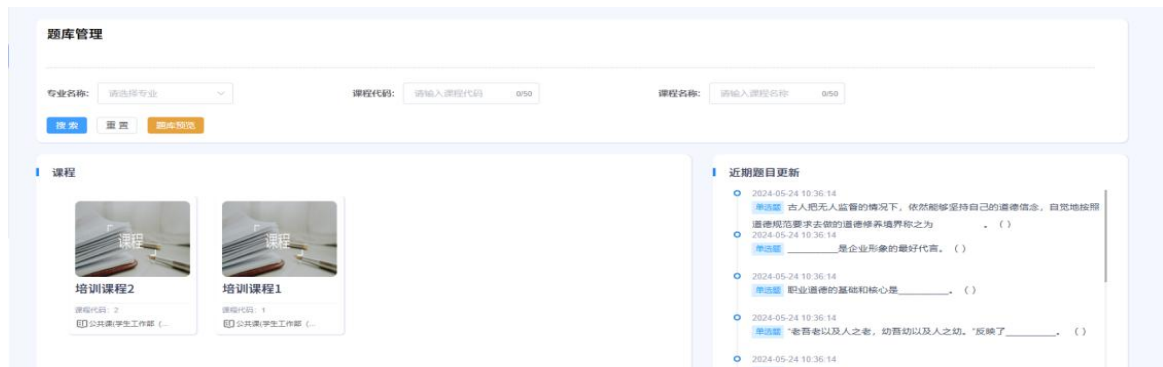 题库管理
专业名称: 请选择专业 课程代码: 请输入课程代码 0/50 课程名称: 请输入课程名称 0/50
搜索 重置 题库预览
课程
课程
培训课程2
课程代码: 2
公共课(学生工作部 (...
课程
培训课程1
课程代码: 1
公共课(学生工作部 (...
近期题目更新
2024-05-24 10:36:14
单选题 古人把无人监督的情况下，依然能够坚持自己的道德信念，自觉地按照
道德规范要求去做的道德修养境界称之为________。（ ）
2024-05-24 10:36:14
单选题 ________是企业形象的最好代言。（ ）
2024-05-24 10:36:14
单选题 职业道德的基础和核心是________。（ ）
2024-05-24 10:36:14
单选题 “老吾老以及人之老，幼吾幼以及人之幼。”反映了________。（ ）
2024-05-24 10:36:14